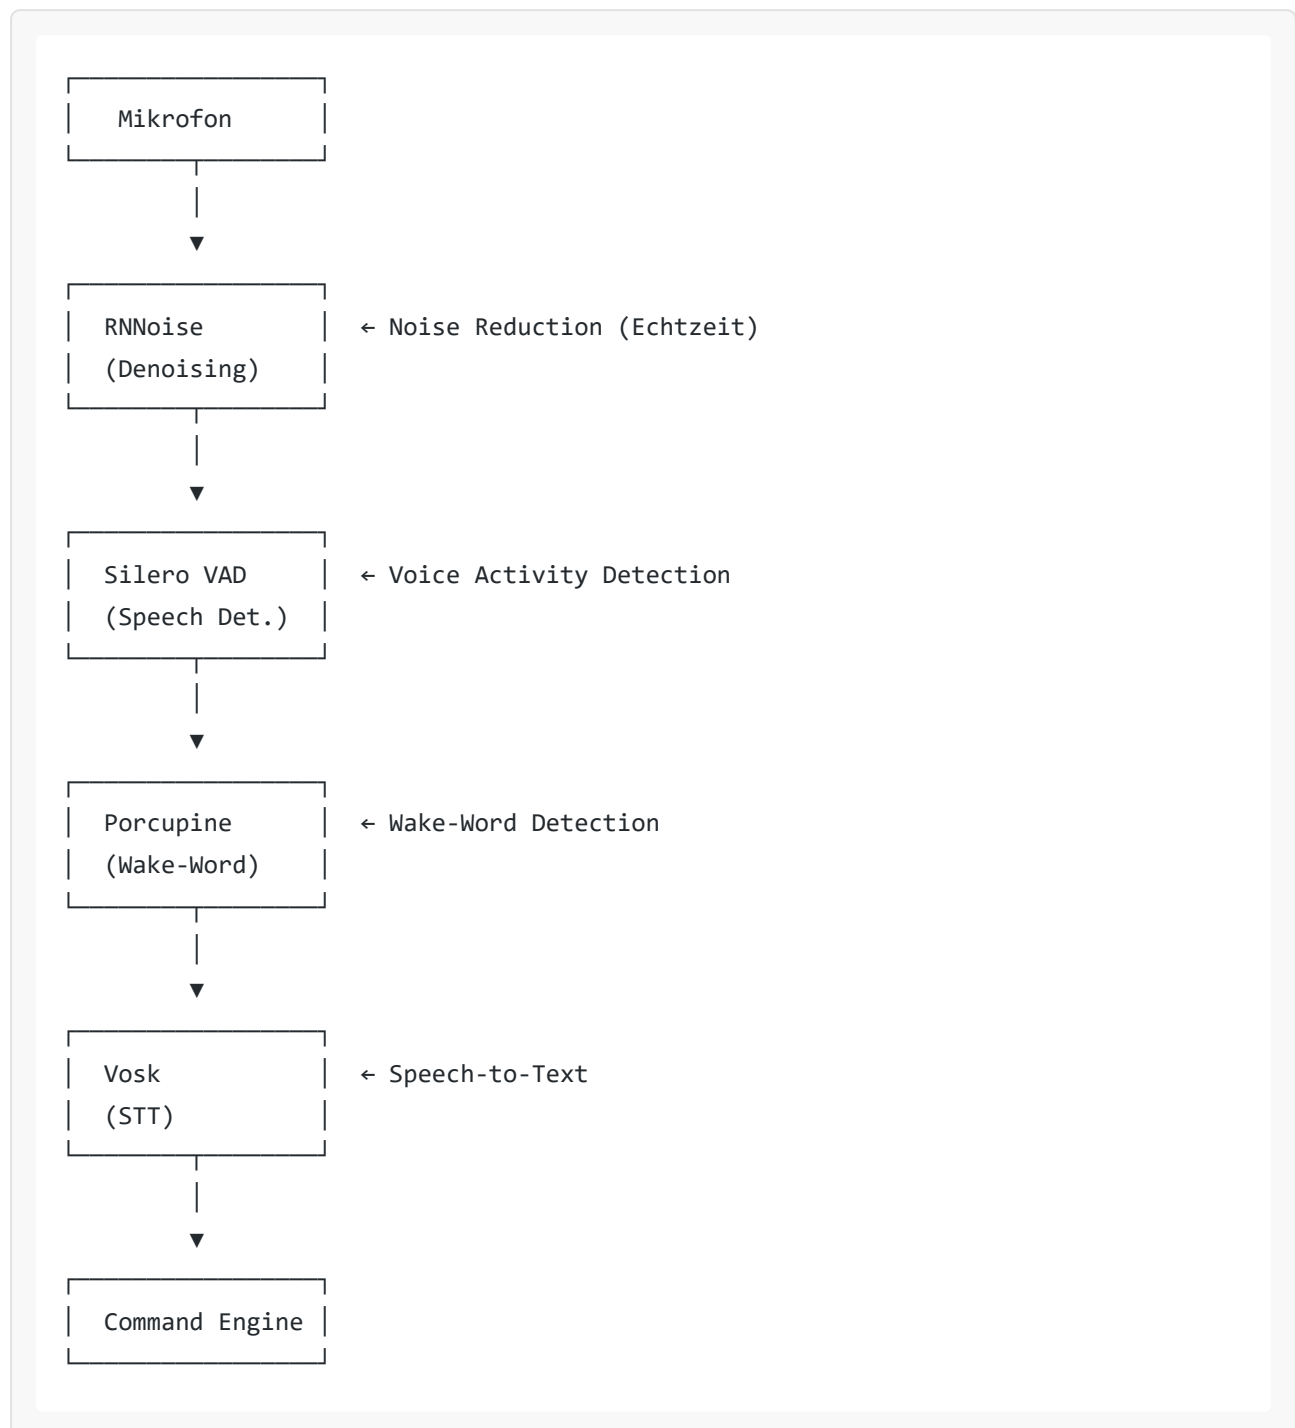 Mikrofon
RNNoise ← Noise Reduction (Echtzeit)
(Denoising)
Silero VAD ← Voice Activity Detection
(Speech Det.)
Porcupine ← Wake-Word Detection
(Wake-Word)
Vosk ← Speech-to-Text
(STT)
Command Engine